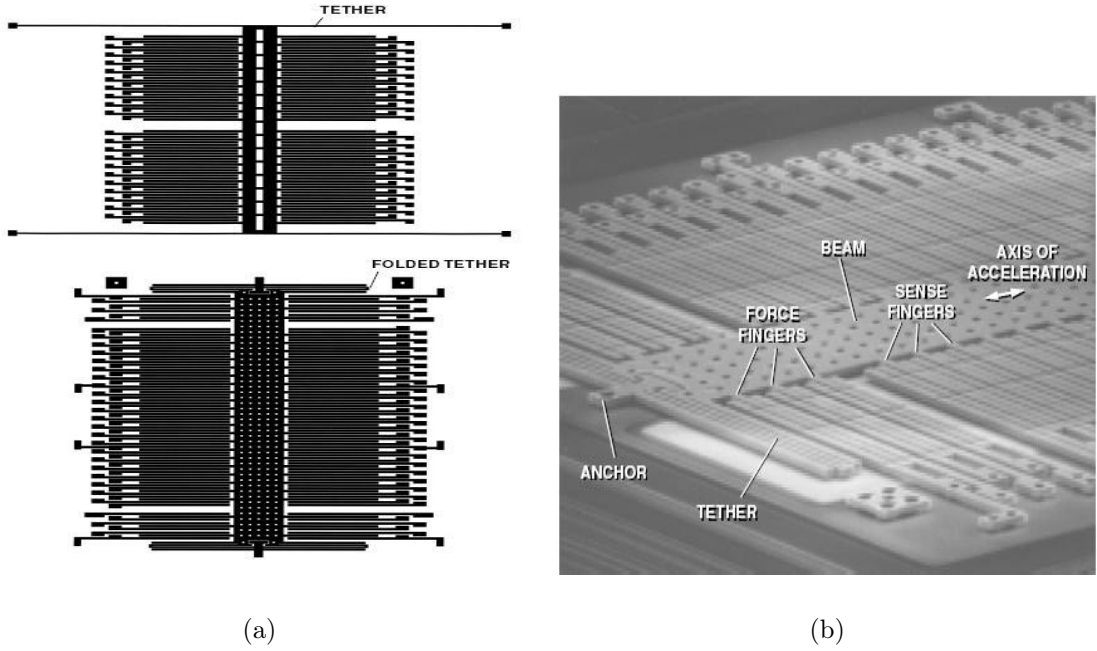 TETHER
FOLDED TETHER
BEAM
AXIS OF
ACCELERATION
SENSE
FINGERS
FORCE
FINGERS
ANCHOR
TETHER
(a)
(b)